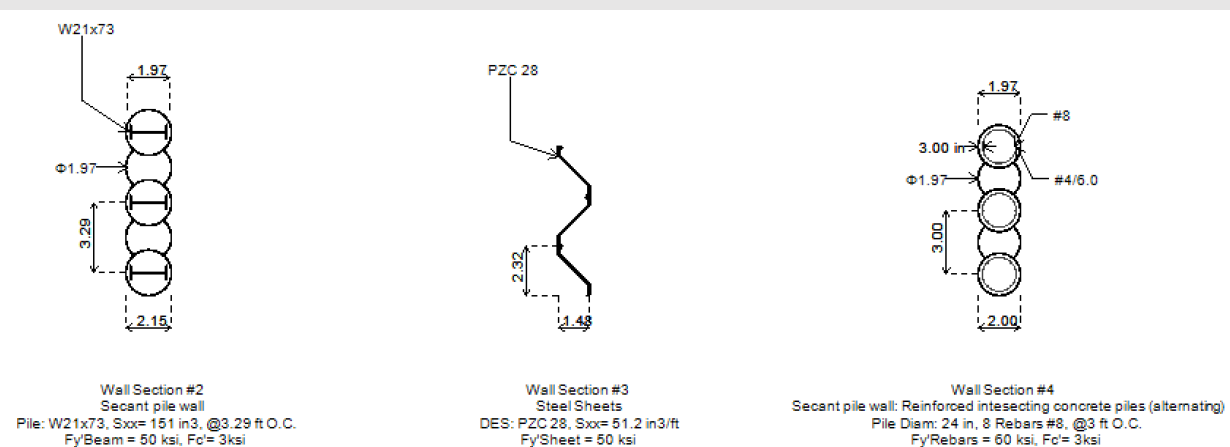 W21x73
1.97
Φ1.97
3.29
2.15
Wall Section #2
Secant pile wall
Pile: W21x73, Sxx= 151 in3, @3.29 ft O.C.
Fy'Beam = 50 ksi, Fc'= 3ksi
PZC 28
2.32
1.48
Wall Section #3
Steel Sheets
DES: PZC 28, Sxx= 51.2 in3/ft
Fy'Sheet = 50 ksi
1.97
#8
3.00 in
Φ1.97
#4/6.0
3.00
2.00
Wall Section #4
Secant pile wall: Reinforced intesecting concrete piles (alternating)
Pile Diam: 24 in, 8 Rebars #8, @3 ft O.C.
Fy'Rebars = 60 ksi, Fc'= 3ksi